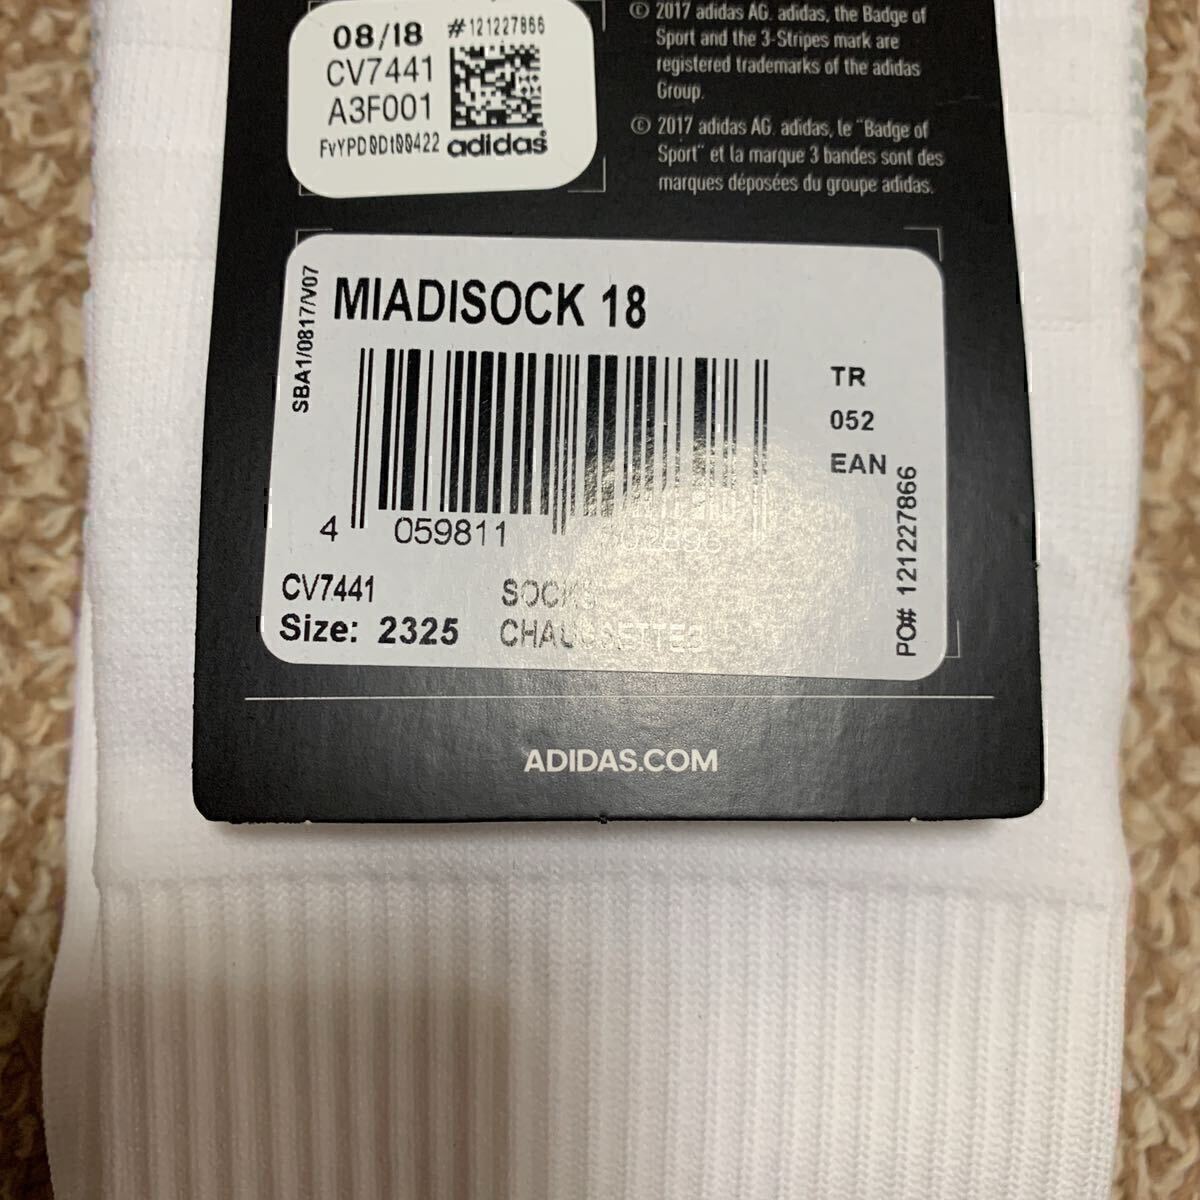 08/18 #121227866
CV7441
A3F001
FvYPD0Dt00422 adidas
© 2017 adidas AG. adidas, the Badge of
Sport and the 3-Stripes mark are
registered trademarks of the adidas
Group.
© 2017 adidas AG. adidas, le "Badge of
Sport" et la marque 3 bandes sont des
marques déposées du groupe adidas.
SBA1/0817/V07
MIADISOCK 18
TR
052
EAN
PO# 121227866
4 059811
CV7441 SOCKS
Size: 2325 CHAUSSETTES
ADIDAS.COM